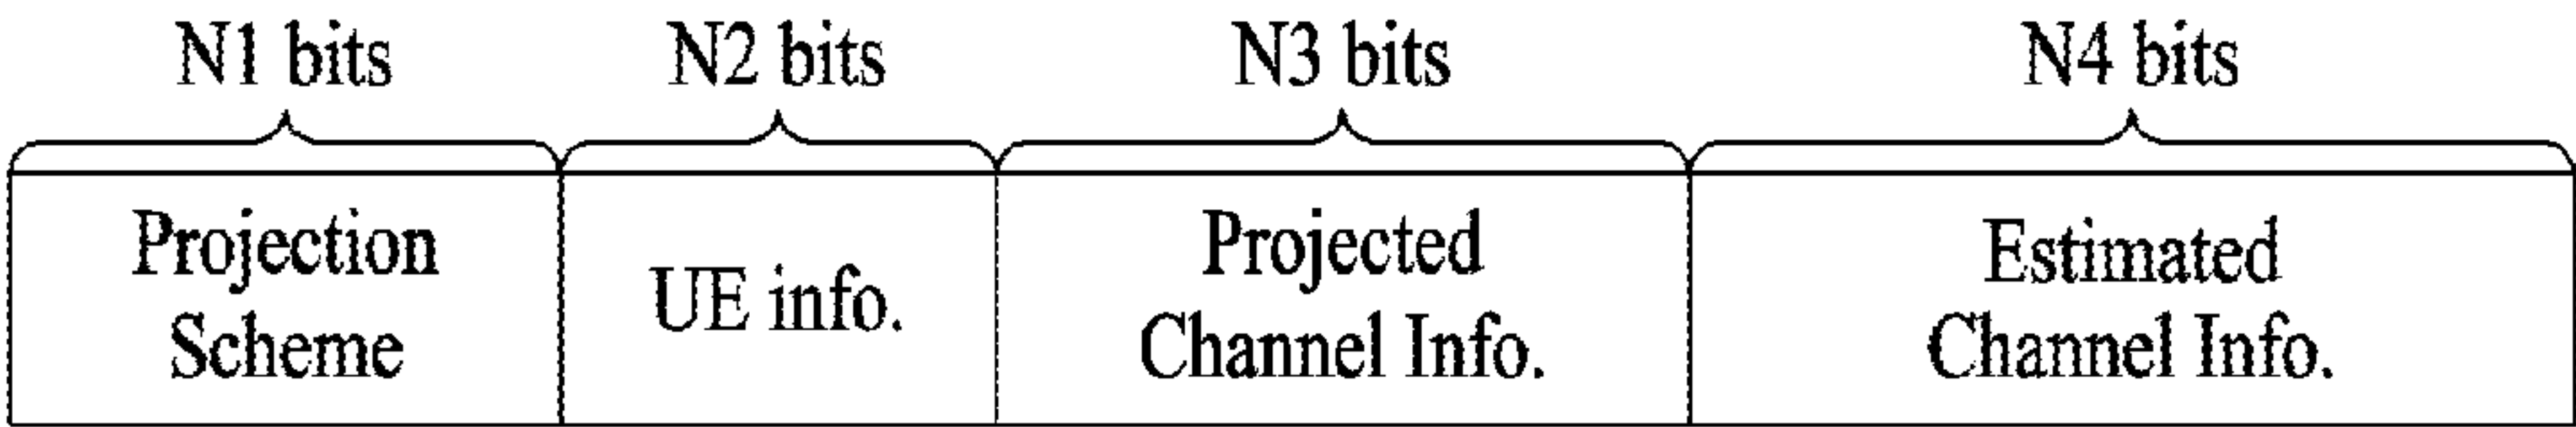 N1 bits
N2 bits
N3 bits
N4 bits
Projection
Scheme
UE info.
Projected
Channel Info.
Estimated
Channel Info.